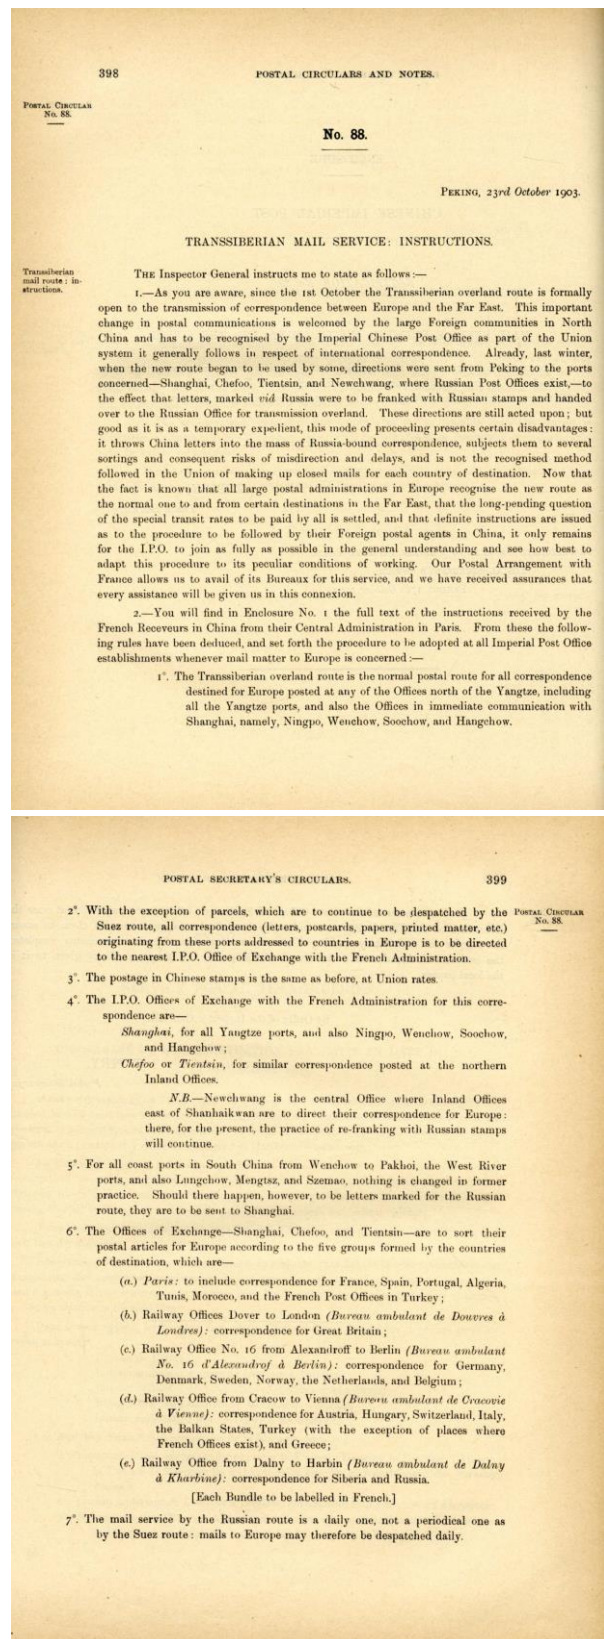 398
POSTAL CIRCULARS AND NOTES.
POSTAL CIRCULAR
No. 88.
No. 88.
PEKING, 23rd October 1903.
TRANSSIBERIAN MAIL SERVICE: INSTRUCTIONS.
Transsiberian
mail route: in-
structions.
THE Inspector General instructs me to state as follows:—
1.—As you are aware, since the 1st October the Transsiberian overland route is formally
open to the transmission of correspondence between Europe and the Far East. This important
change in postal communications is welcomed by the large Foreign communities in North
China and has to be recognised by the Imperial Chinese Post Office as part of the Union
system it generally follows in respect of international correspondence. Already, last winter,
when the new route began to be used by some, directions were sent from Peking to the ports
concerned—Shanghai, Chefoo, Tientsin, and Newchwang, where Russian Post Offices exist,—to
the effect that letters, marked viâ Russia were to be franked with Russian stamps and handed
over to the Russian Office for transmission overland. These directions are still acted upon; but
good as it is as a temporary expedient, this mode of proceeding presents certain disadvantages:
it throws China letters into the mass of Russia-bound correspondence, subjects them to several
sortings and consequent risks of misdirection and delays, and is not the recognised method
followed in the Union of making up closed mails for each country of destination. Now that
the fact is known that all large postal administrations in Europe recognise the new route as
the normal one to and from certain destinations in the Far East, that the long-pending question
of the special transit rates to be paid by all is settled, and that definite instructions are issued
as to the procedure to be followed by their Foreign postal agents in China, it only remains
for the I.P.O. to join as fully as possible in the general understanding and see how best to
adapt this procedure to its peculiar conditions of working. Our Postal Arrangement with
France allows us to avail of its Bureaux for this service, and we have received assurances that
every assistance will be given us in this connexion.
2.—You will find in Enclosure No. 1 the full text of the instructions received by the
French Receveurs in China from their Central Administration in Paris. From these the follow-
ing rules have been deduced, and set forth the procedure to be adopted at all Imperial Post Office
establishments whenever mail matter to Europe is concerned:—
1°. The Transsiberian overland route is the normal postal route for all correspondence
destined for Europe posted at any of the Offices north of the Yangtze, including
all the Yangtze ports, and also the Offices in immediate communication with
Shanghai, namely, Ningpo, Wenchow, Soochow, and Hangchow.
POSTAL SECRETARY'S CIRCULARS.
399
POSTAL CIRCULAR
No. 88.
2°. With the exception of parcels, which are to continue to be despatched by the
Suez route, all correspondence (letters, postcards, papers, printed matter, etc.)
originating from these ports addressed to countries in Europe is to be directed
to the nearest I.P.O. Office of Exchange with the French Administration.
3°. The postage in Chinese stamps is the same as before, at Union rates.
4°. The I.P.O. Offices of Exchange with the French Administration for this corre-
spondence are—
Shanghai, for all Yangtze ports, and also Ningpo, Wenchow, Soochow,
and Hangchow;
Chefoo or Tientsin, for similar correspondence posted at the northern
Inland Offices.
N.B.—Newchwang is the central Office where Inland Offices
east of Shanhaikwan are to direct their correspondence for Europe:
there, for the present, the practice of re-franking with Russian stamps
will continue.
5°. For all coast ports in South China from Wenchow to Pakhoi, the West River
ports, and also Lungchow, Mengtsz, and Szemao, nothing is changed in former
practice. Should there happen, however, to be letters marked for the Russian
route, they are to be sent to Shanghai.
6°. The Offices of Exchange—Shanghai, Chefoo, and Tientsin—are to sort their
postal articles for Europe according to the five groups formed by the countries
of destination, which are—
(a.) Paris: to include correspondence for France, Spain, Portugal, Algeria,
Tunis, Morocco, and the French Post Offices in Turkey;
(b.) Railway Offices Dover to London (Bureau ambulant de Douvres à
Londres): correspondence for Great Britain;
(c.) Railway Office No. 16 from Alexandroff to Berlin (Bureau ambulant
No. 16 d'Alexandrof à Berlin): correspondence for Germany,
Denmark, Sweden, Norway, the Netherlands, and Belgium;
(d.) Railway Office from Cracow to Vienna (Bureau ambulant de Cracovie
à Vienne): correspondence for Austria, Hungary, Switzerland, Italy,
the Balkan States, Turkey (with the exception of places where
French Offices exist), and Greece;
(e.) Railway Office from Dalny to Harbin (Bureau ambulant de Dalny
à Kharbine): correspondence for Siberia and Russia.
[Each Bundle to be labelled in French.]
7°. The mail service by the Russian route is a daily one, not a periodical one as
by the Suez route: mails to Europe may therefore be despatched daily.